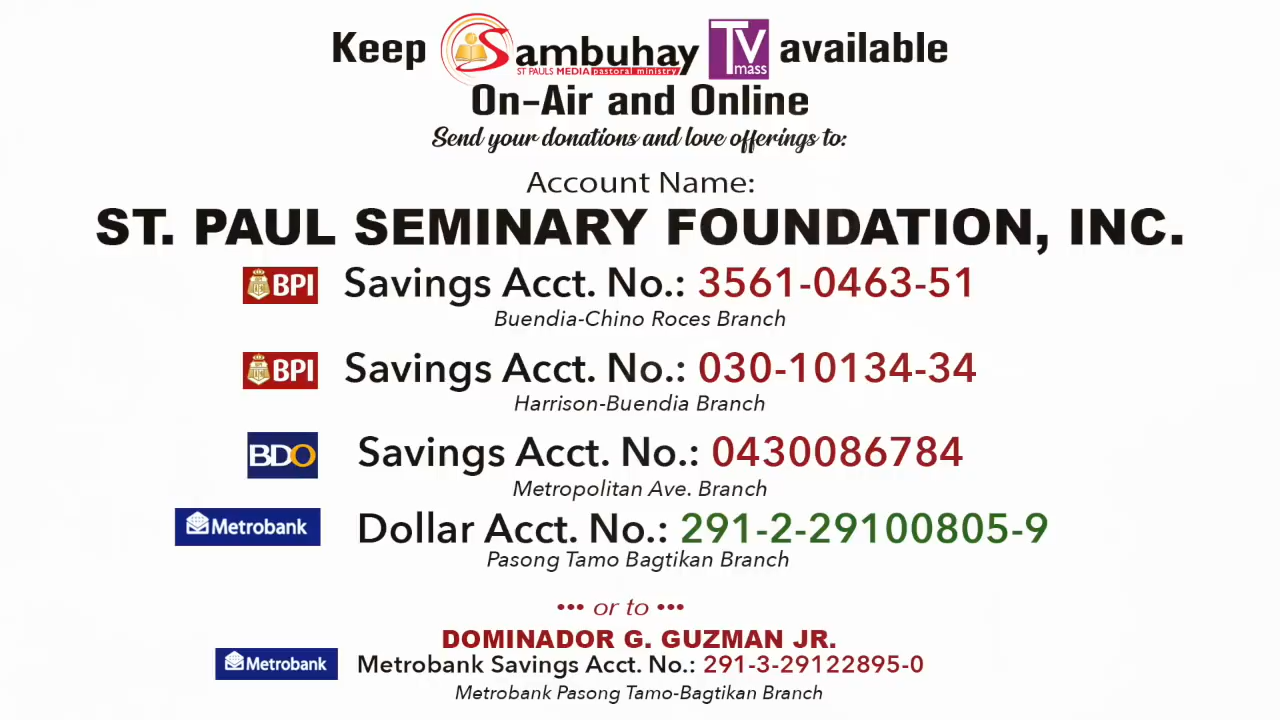 Keep Sambuhay TV mass available
ST PAULS MEDIA pastoral ministry
On-Air and Online
Send your donations and love offerings to:
Account Name:
ST. PAUL SEMINARY FOUNDATION, INC.
BPI Savings Acct. No.: 3561-0463-51
Buendia-Chino Roces Branch
BPI Savings Acct. No.: 030-10134-34
Harrison-Buendia Branch
BDO Savings Acct. No.: 0430086784
Metropolitan Ave. Branch
Metrobank Dollar Acct. No.: 291-2-29100805-9
Pasong Tamo Bagtikan Branch
••• or to •••
DOMINADOR G. GUZMAN JR.
Metrobank Metrobank Savings Acct. No.: 291-3-29122895-0
Metrobank Pasong Tamo-Bagtikan Branch